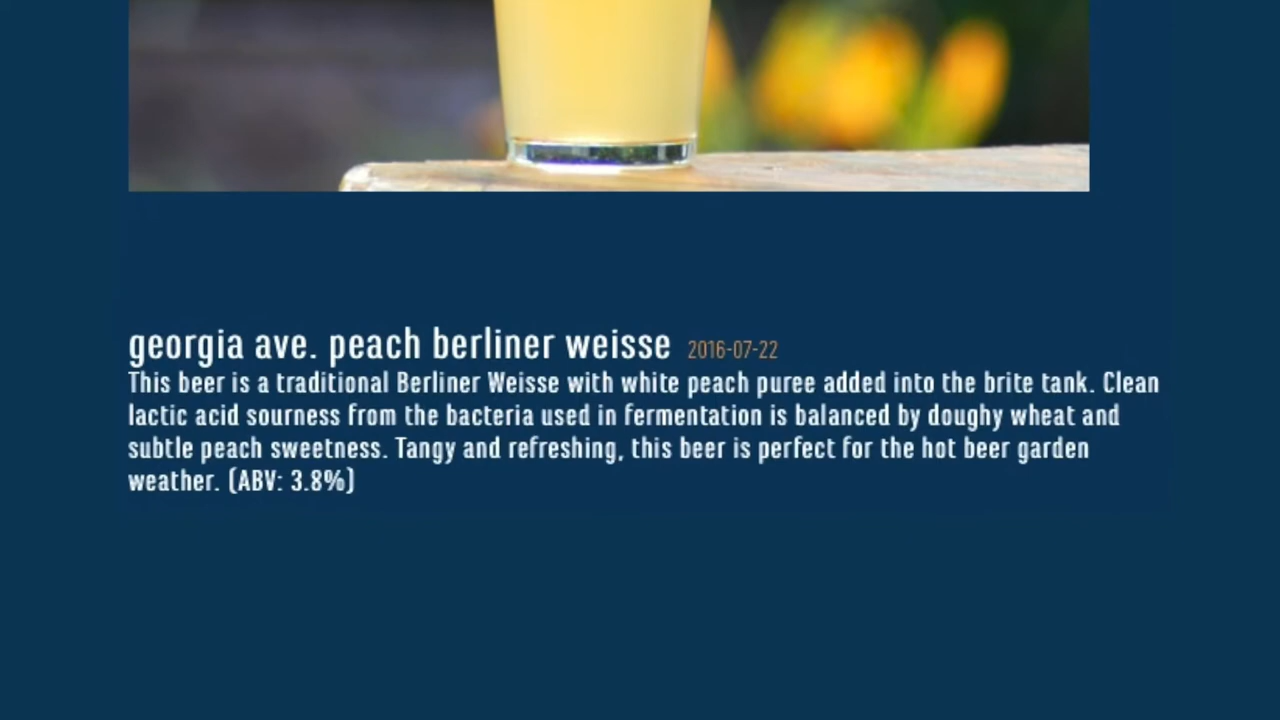 georgia ave. peach berliner weisse 2016-07-22
This beer is a traditional Berliner Weisse with white peach puree added into the brite tank. Clean
lactic acid sourness from the bacteria used in fermentation is balanced by doughy wheat and
subtle peach sweetness. Tangy and refreshing, this beer is perfect for the hot beer garden
weather. (ABV: 3.8%)